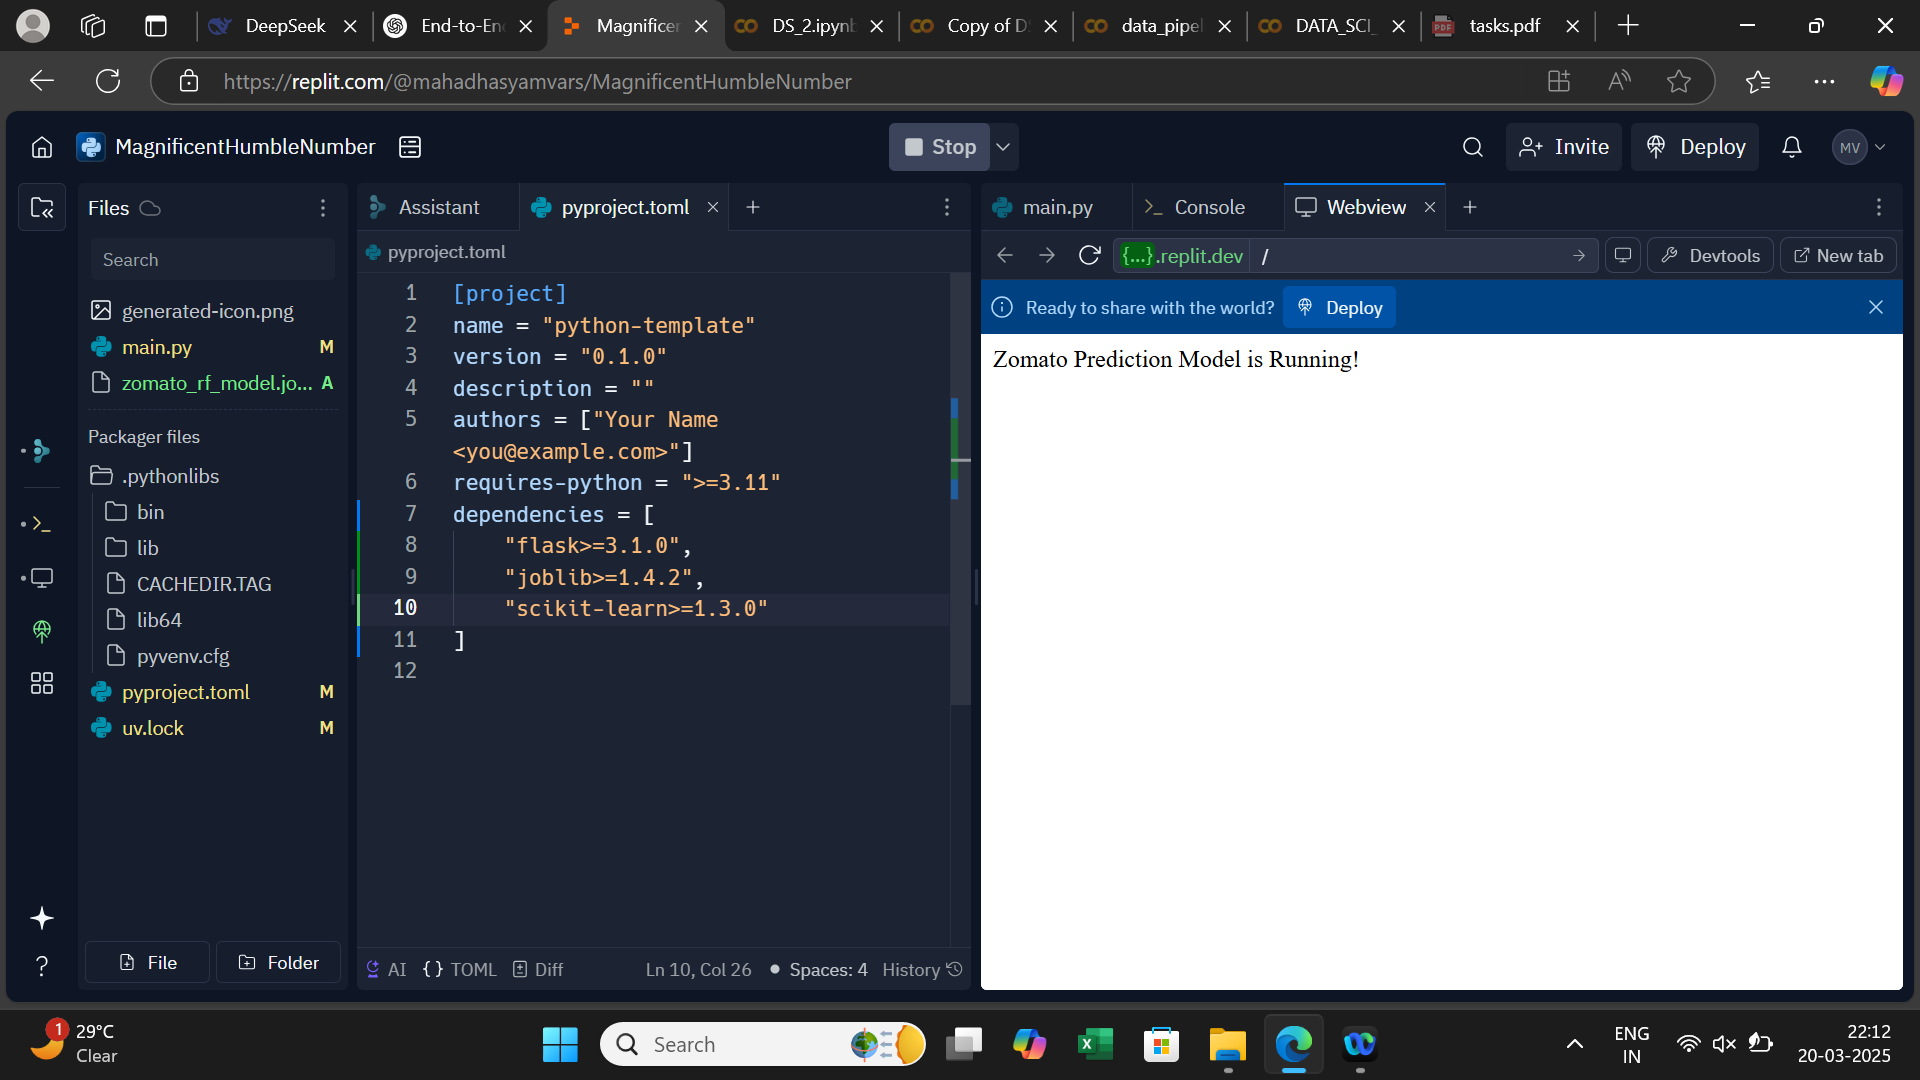 DeepSeek
End-to-En
Magnificer
DS_2.ipynb
Copy of D
data_pipel
DATA_SCI_
tasks.pdf
https://replit.com/@mahadhasyamvars/MagnificentHumbleNumber
MagnificentHumbleNumber
Stop
Invite
Deploy
MV
Files
Search
generated-icon.png
main.py M
zomato_rf_model.jo... A
Packager files
.pythonlibs
bin
lib
CACHEDIR.TAG
lib64
pyvenv.cfg
pyproject.toml M
uv.lock M
File
Folder
Assistant
pyproject.toml
pyproject.toml
1 [project]
2 name = "python-template"
3 version = "0.1.0"
4 description = ""
5 authors = ["Your Name
<you@example.com>"]
6 requires-python = ">=3.11"
7 dependencies = [
8 "flask>=3.1.0",
9 "joblib>=1.4.2",
10 "scikit-learn>=1.3.0"
11 ]
12
AI
{} TOML
Diff
Ln 10, Col 26
Spaces: 4
History
main.py
Console
Webview
{...}.replit.dev /
Devtools
New tab
Ready to share with the world?
Deploy
Zomato Prediction Model is Running!
1
29°C
Clear
Search
ENG
IN
22:12
20-03-2025